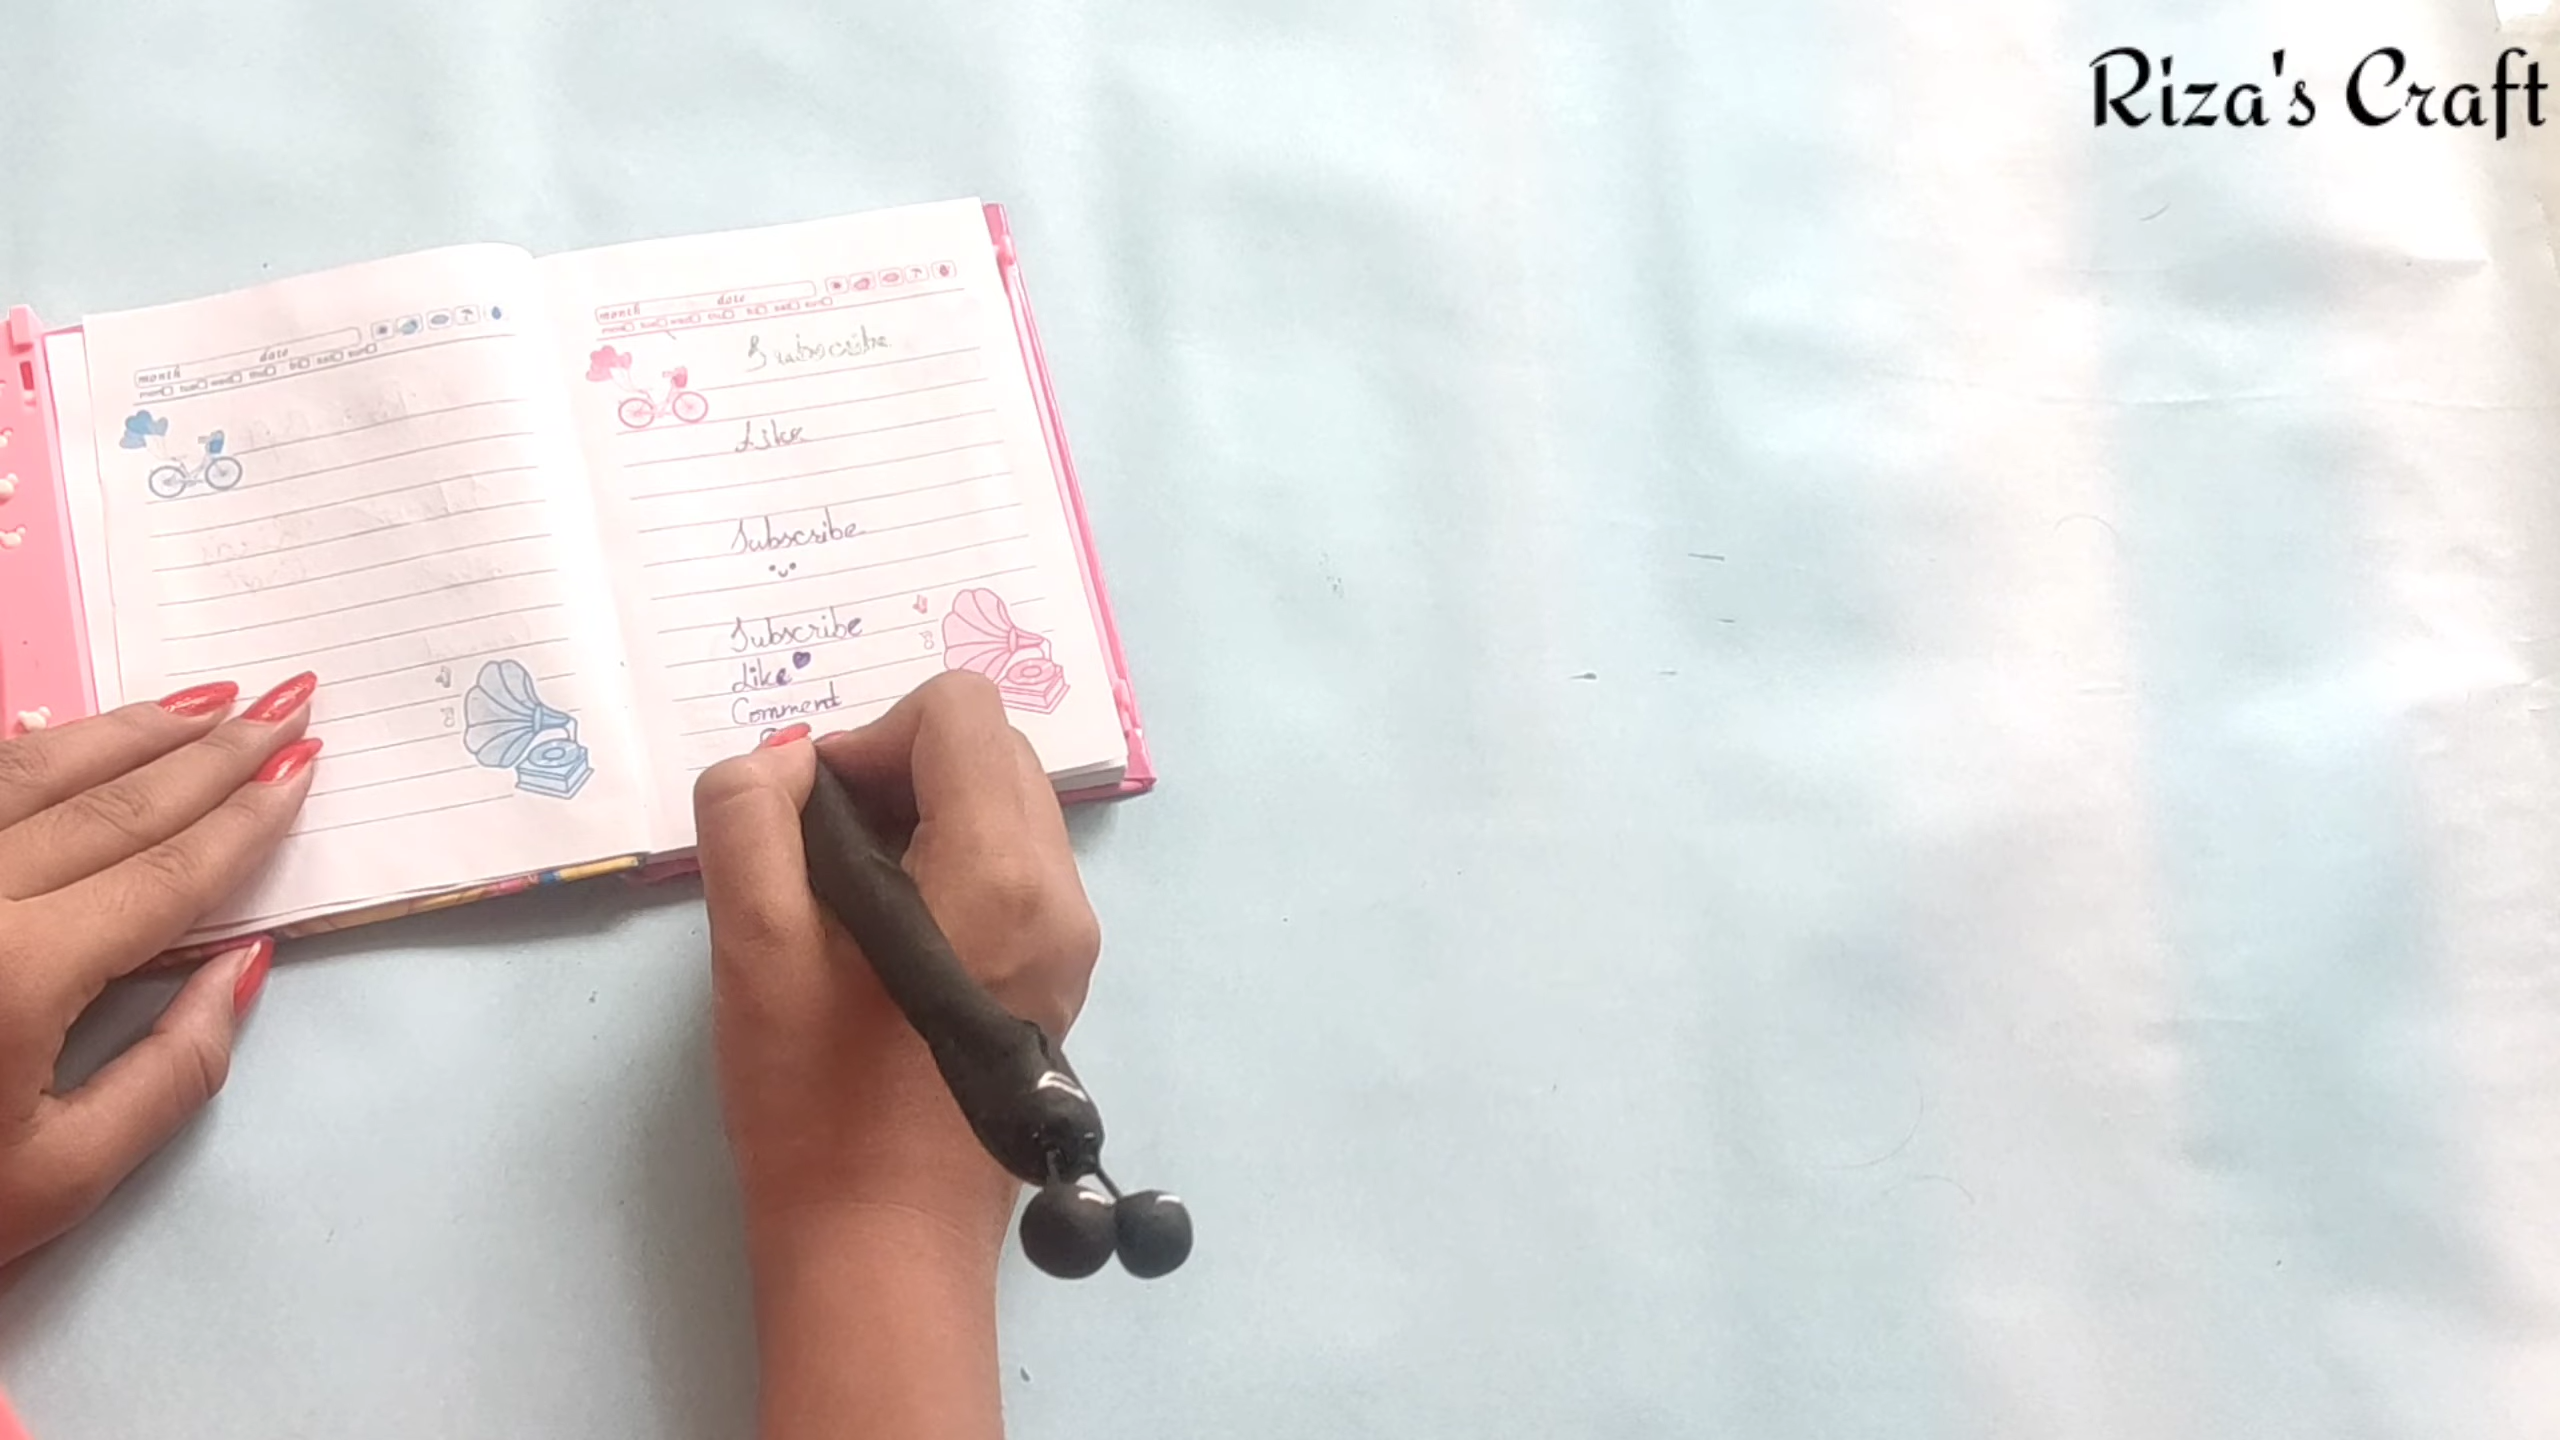 Riza's Craft
month date
month date
Subscribe
Like
Subscribe
Subscribe
Like
Comment